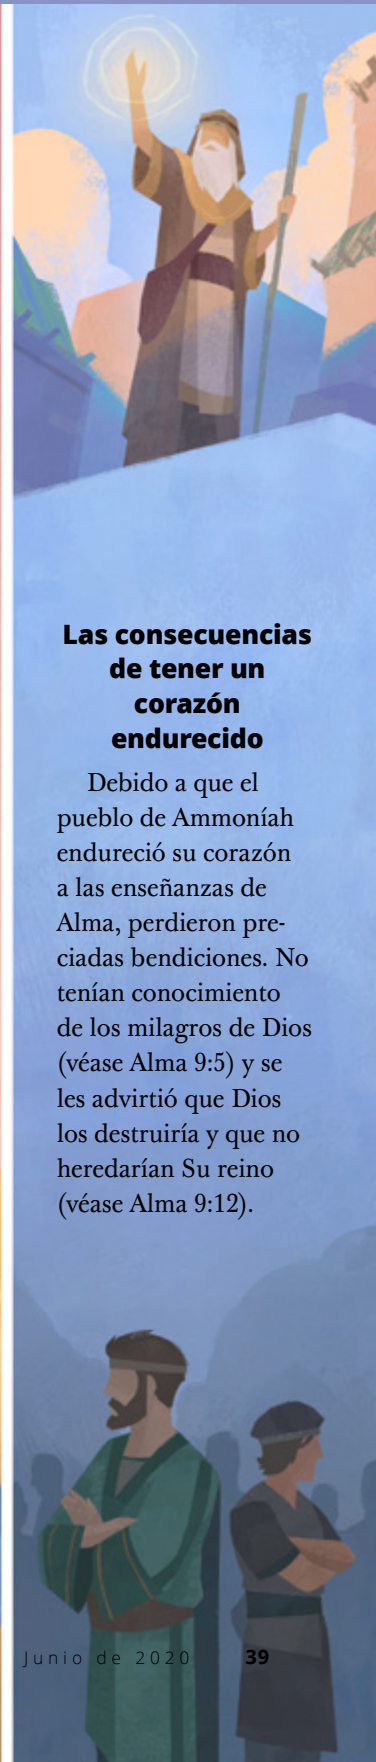 Las consecuencias
de tener un
corazón
endurecido
Debido a que el
pueblo de Ammoníah
endureció su corazón
a las enseñanzas de
Alma, perdieron pre-
ciadas bendiciones. No
tenían conocimiento
de los milagros de Dios
(véase Alma 9:5) y se
les advirtió que Dios
los destruiría y que no
heredarían Su reino
(véase Alma 9:12).
Junio de 2020 39